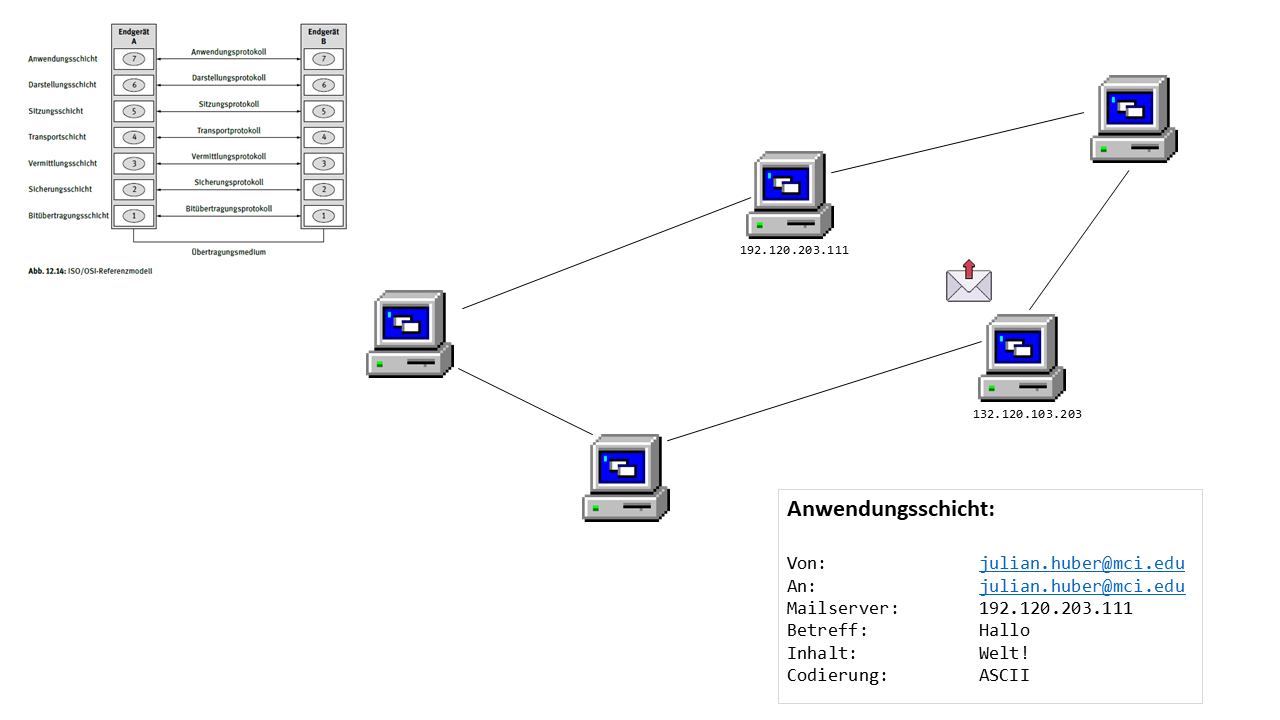 Endgerät A
Endgerät B
Anwendungsschicht 7 Anwendungsprotokoll 7
Darstellungsschicht 6 Darstellungsprotokoll 6
Sitzungsschicht 5 Sitzungsprotokoll 5
Transportschicht 4 Transportprotokoll 4
Vermittlungsschicht 3 Vermittlungsprotokoll 3
Sicherungsschicht 2 Sicherungsprotokoll 2
Bitübertragungsschicht 1 Bitübertragungsprotokoll 1
Übertragungsmedium
Abb. 12.14: ISO/OSI-Referenzmodell
192.120.203.111
132.120.103.203
Anwendungsschicht:
Von: julian.huber@mci.edu
An: julian.huber@mci.edu
Mailserver: 192.120.203.111
Betreff: Hallo
Inhalt: Welt!
Codierung: ASCII